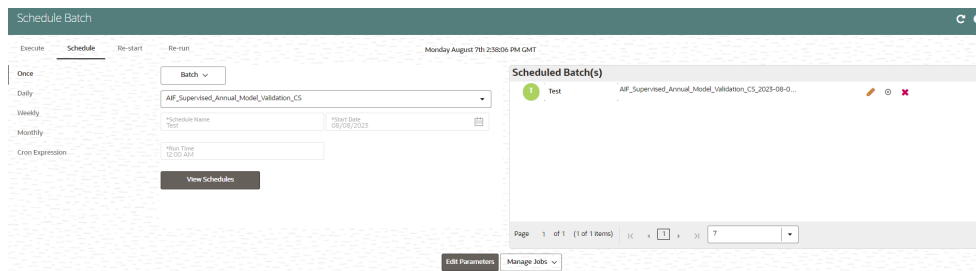 Schedule Batch
Execute Schedule Re-start Re-run
Monday August 7th 2:38:06 PM GMT
Once
Daily
Weekly
Monthly
Cron Expression
Batch
AIF_Supervised_Annual_Model_Validation_CS
*Schedule Name
Test
*Start Date
08/08/2023
*Run Time
12:00 AM
View Schedules
Scheduled Batch(s)
T Test AIF_Supervised_Annual_Model_Validation_CS_2023-08-0...
Page 1 of 1 (1 of 1 items) 1 7
Edit Parameters Manage Jobs